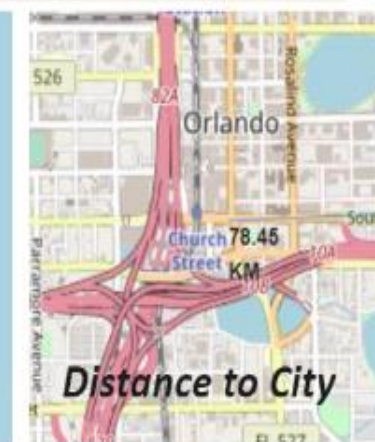 526
82A
Rosalind Avenue
Orlando
Sou
Church 78.45
Street KM
10A
10B
Parramore Avenue
Distance to City
FL 527